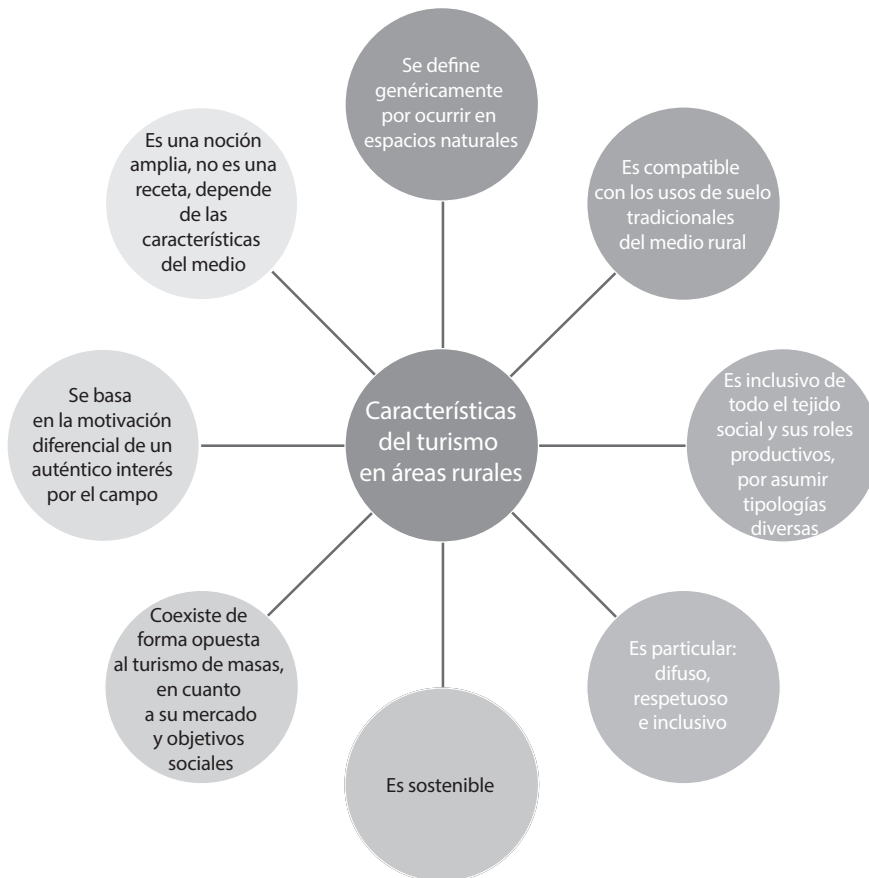 Se define
genéricamente
por ocurrir en
espacios naturales
Es compatible
con los usos de suelo
tradicionales
del medio rural
Es inclusivo de
todo el tejido
social y sus roles
productivos,
por asumir
tipologías
diversas
Es particular:
difuso,
respetuoso
e inclusivo
Es sostenible
Coexiste de
forma opuesta
al turismo de masas,
en cuanto
a su mercado
y objetivos
sociales
Se basa
en la motivación
diferencial de un
auténtico interés
por el campo
Es una noción
amplia, no es una
receta, depende
de las
características
del medio
Características
del turismo
en áreas rurales